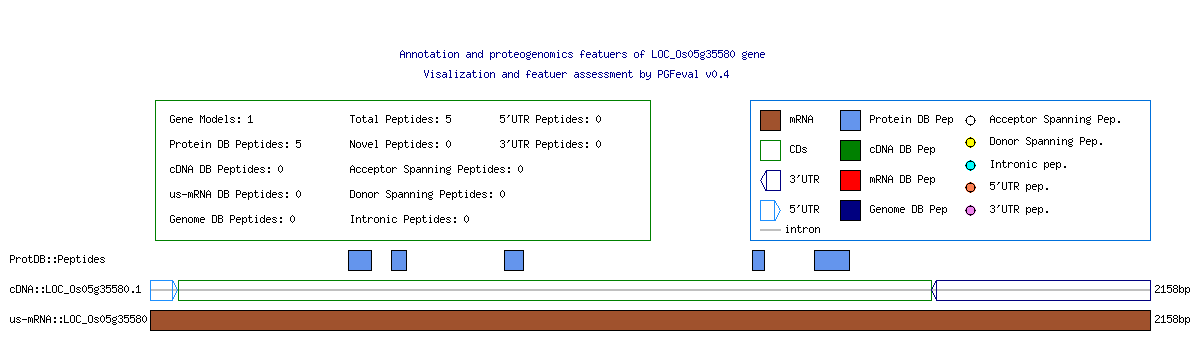 Annotation and proteogenomics featuers of LOC_Os05g35580 gene
Visalization and featuer assessment by PGFeval v0.4
Gene Models: 1 Total Peptides: 5 5'UTR Peptides: 0
Protein DB Peptides: 5 Novel Peptides: 0 3'UTR Peptides: 0
cDNA DB Peptides: 0 Acceptor Spanning Peptides: 0
us-mRNA DB Peptides: 0 Donor Spanning Peptides: 0
Genome DB Peptides: 0 Intronic Peptides: 0
mRNA Protein DB Pep Acceptor Spanning Pep.
CDs cDNA DB Pep Donor Spanning Pep.
3'UTR mRNA DB Pep Intronic pep.
5'UTR Genome DB Pep 5'UTR pep.
intron 3'UTR pep.
ProtDB::Peptides
cDNA::LOC_Os05g35580.1 2158bp
us-mRNA::LOC_Os05g35580 2158bp